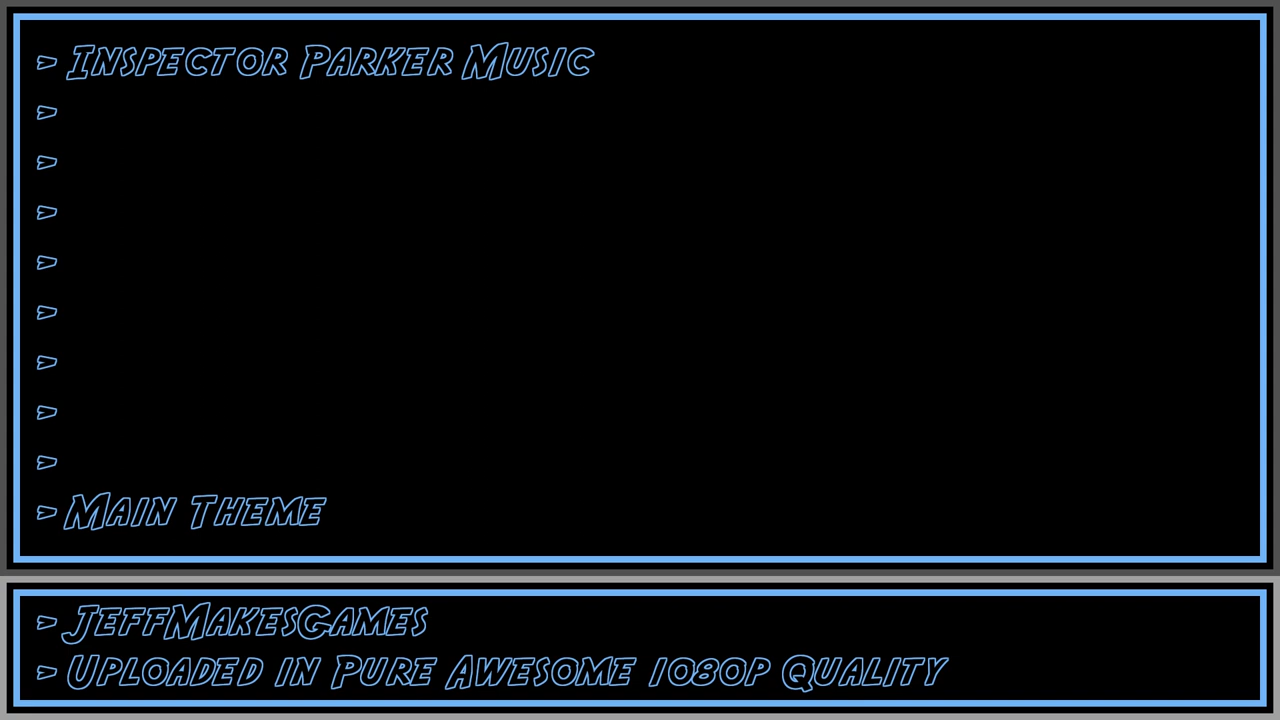 Inspector Parker Music
Main Theme
JeffMakesGames
Uploaded in Pure Awesome 1080p Quality